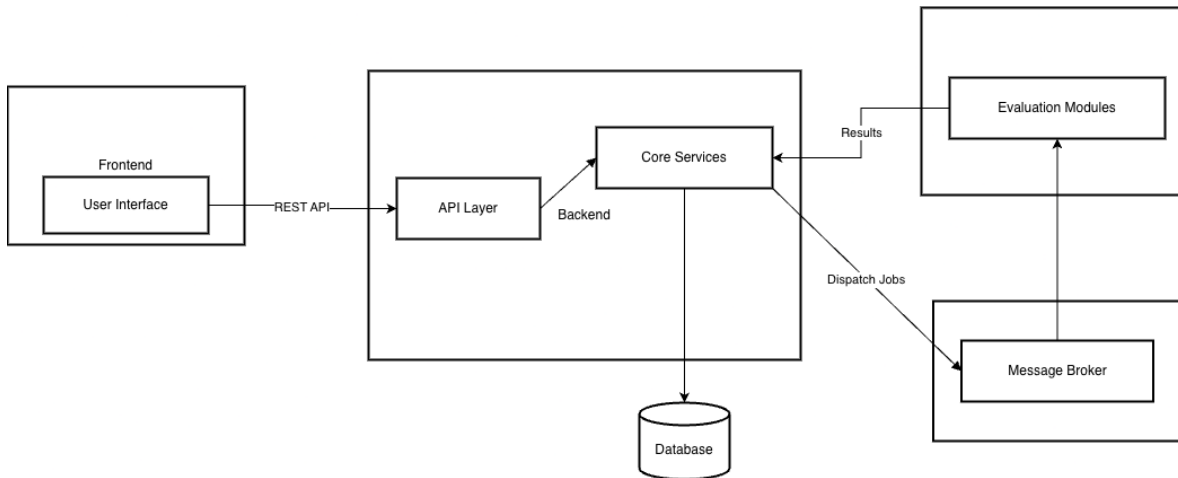 Frontend
User Interface
REST API
API Layer
Backend
Core Services
Results
Evaluation Modules
Dispatch Jobs
Message Broker
Database